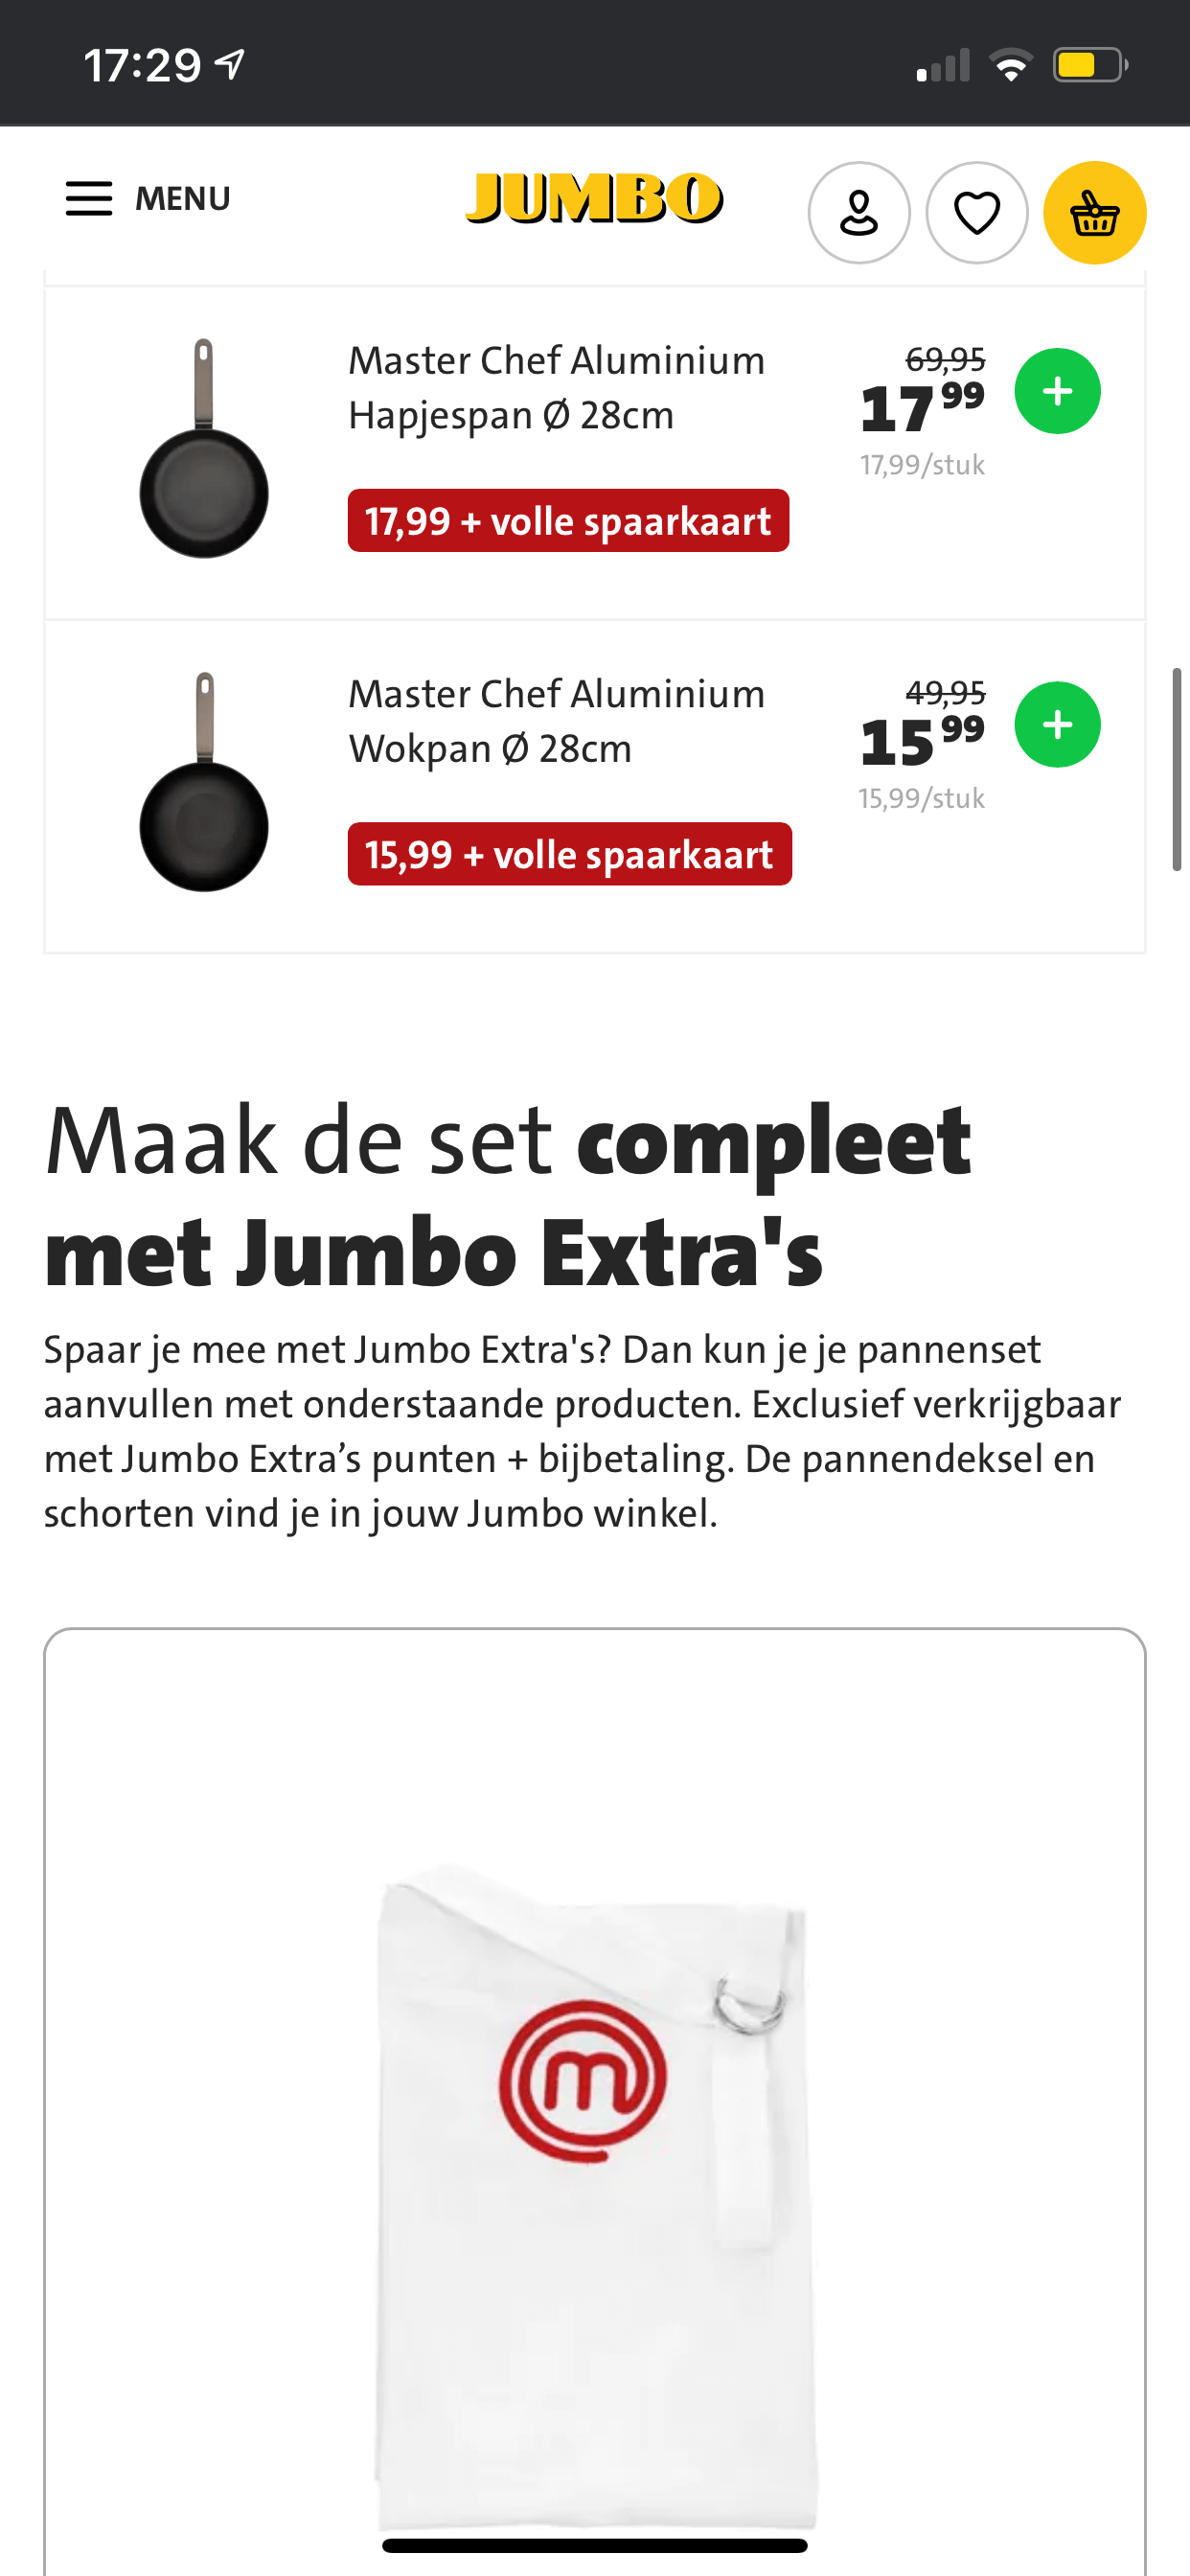 17:29
MENU
JUMBO
Master Chef Aluminium
Hapjespan Ø 28cm
69,95
17 99
17,99/stuk
17,99 + volle spaarkaart
Master Chef Aluminium
Wokpan Ø 28cm
49,95
15 99
15,99/stuk
15,99 + volle spaarkaart
Maak de set compleet
met Jumbo Extra's
Spaar je mee met Jumbo Extra's? Dan kun je je pannenset
aanvullen met onderstaande producten. Exclusief verkrijgbaar
met Jumbo Extra’s punten + bijbetaling. De pannendeksel en
schorten vind je in jouw Jumbo winkel.
m